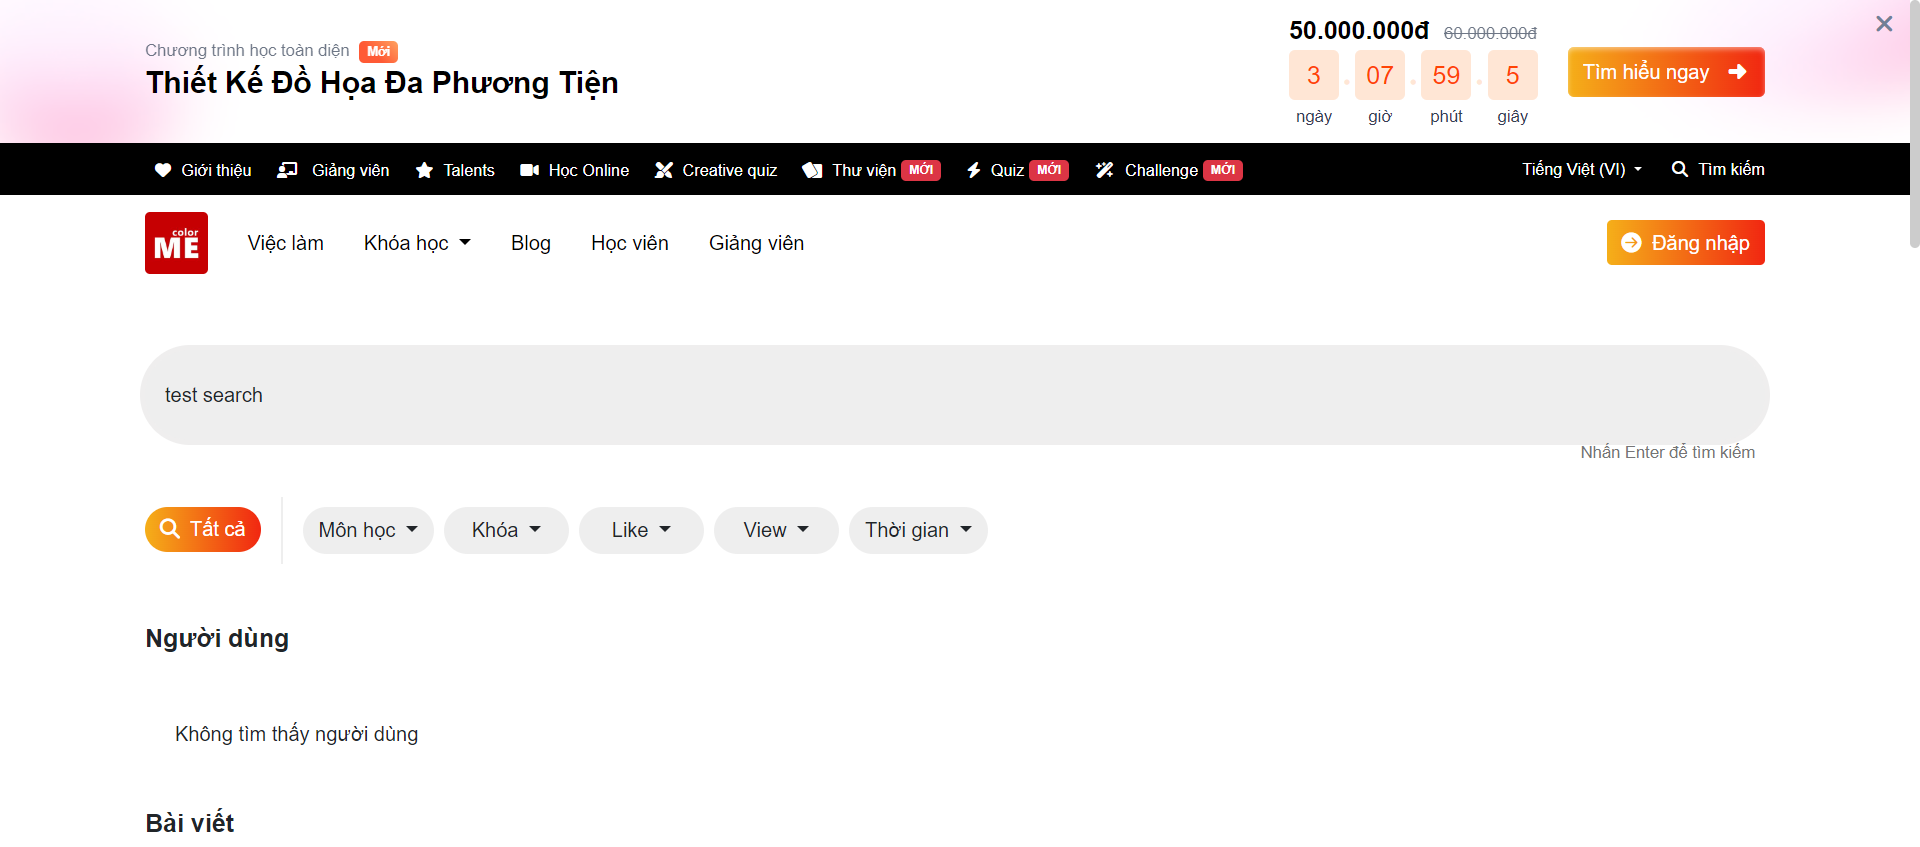 Chương trình học toàn diện Mới
Thiết Kế Đồ Họa Đa Phương Tiện
50.000.000đ 60.000.000đ
3 07 59 5
ngày giờ phút giây
Tìm hiểu ngay
Giới thiệu Giảng viên Talents Học Online Creative quiz Thư viện MỚI Quiz MỚI Challenge MỚI Tiếng Việt (VI) Tìm kiếm
color
ME
Việc làm Khóa học Blog Học viên Giảng viên Đăng nhập
test search
Nhấn Enter để tìm kiếm
Tất cả Môn học Khóa Like View Thời gian
Người dùng
Không tìm thấy người dùng
Bài viết